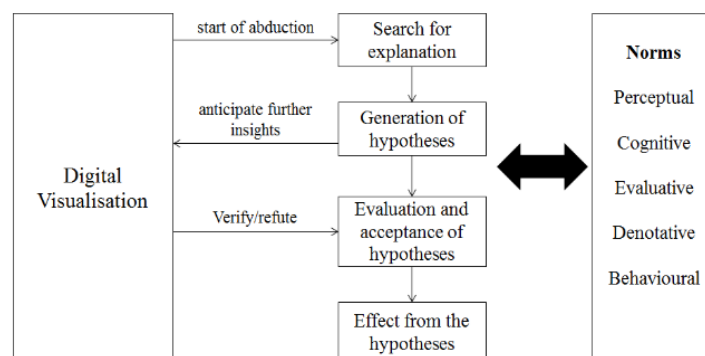 start of abduction
Search for
explanation
Norms
Perceptual
anticipate further
insights
Generation of
hypotheses
Cognitive
Digital
Visualisation
Evaluative
Verify/refute
Evaluation and
acceptance of
hypotheses
Denotative
Behavioural
Effect from the
hypotheses